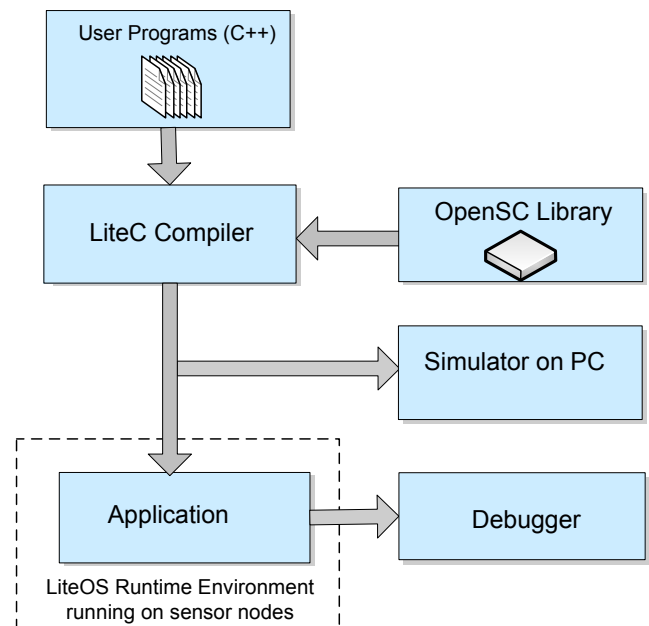 User Programs (C++)
LiteC Compiler
OpenSC Library
Simulator on PC
Application
Debugger
LiteOS Runtime Environment
running on sensor nodes